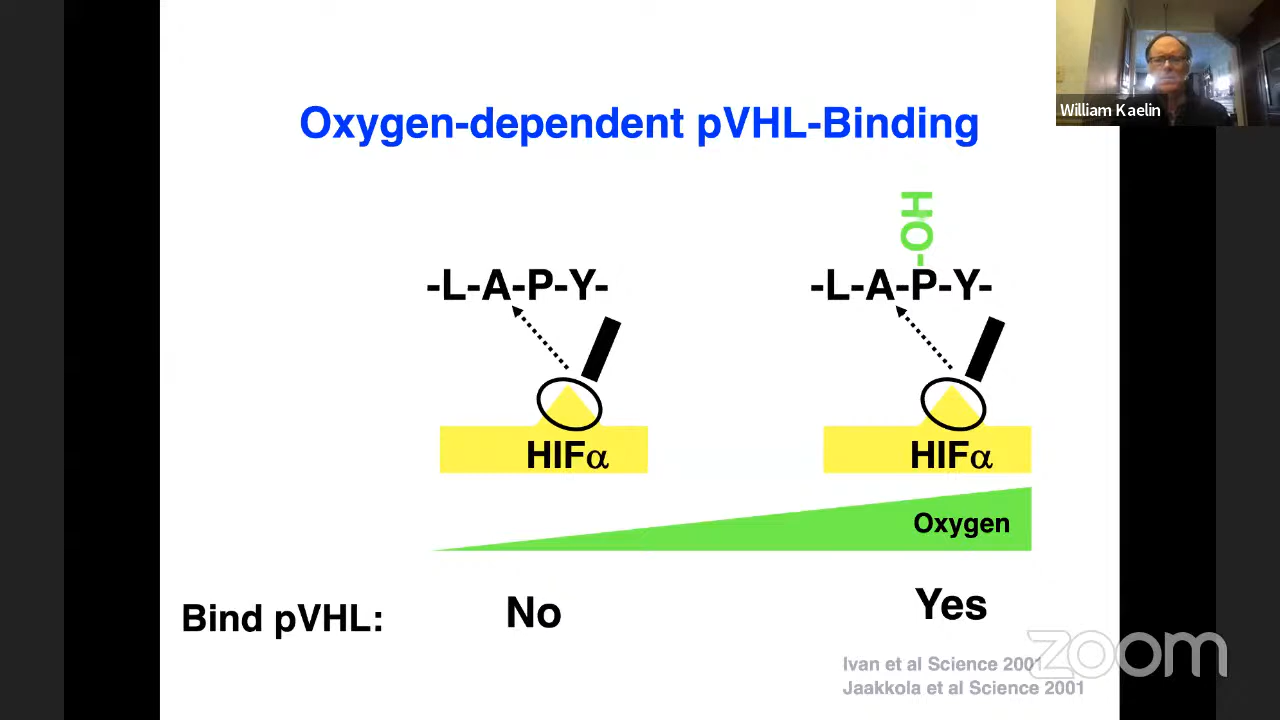 William Kaelin
Oxygen-dependent pVHL-Binding
-OH
-L-A-P-Y-
-L-A-P-Y-
HIFα
HIFα
Oxygen
Bind pVHL:
No
Yes
Ivan et al Science 2001
Jaakkola et al Science 2001
zoom